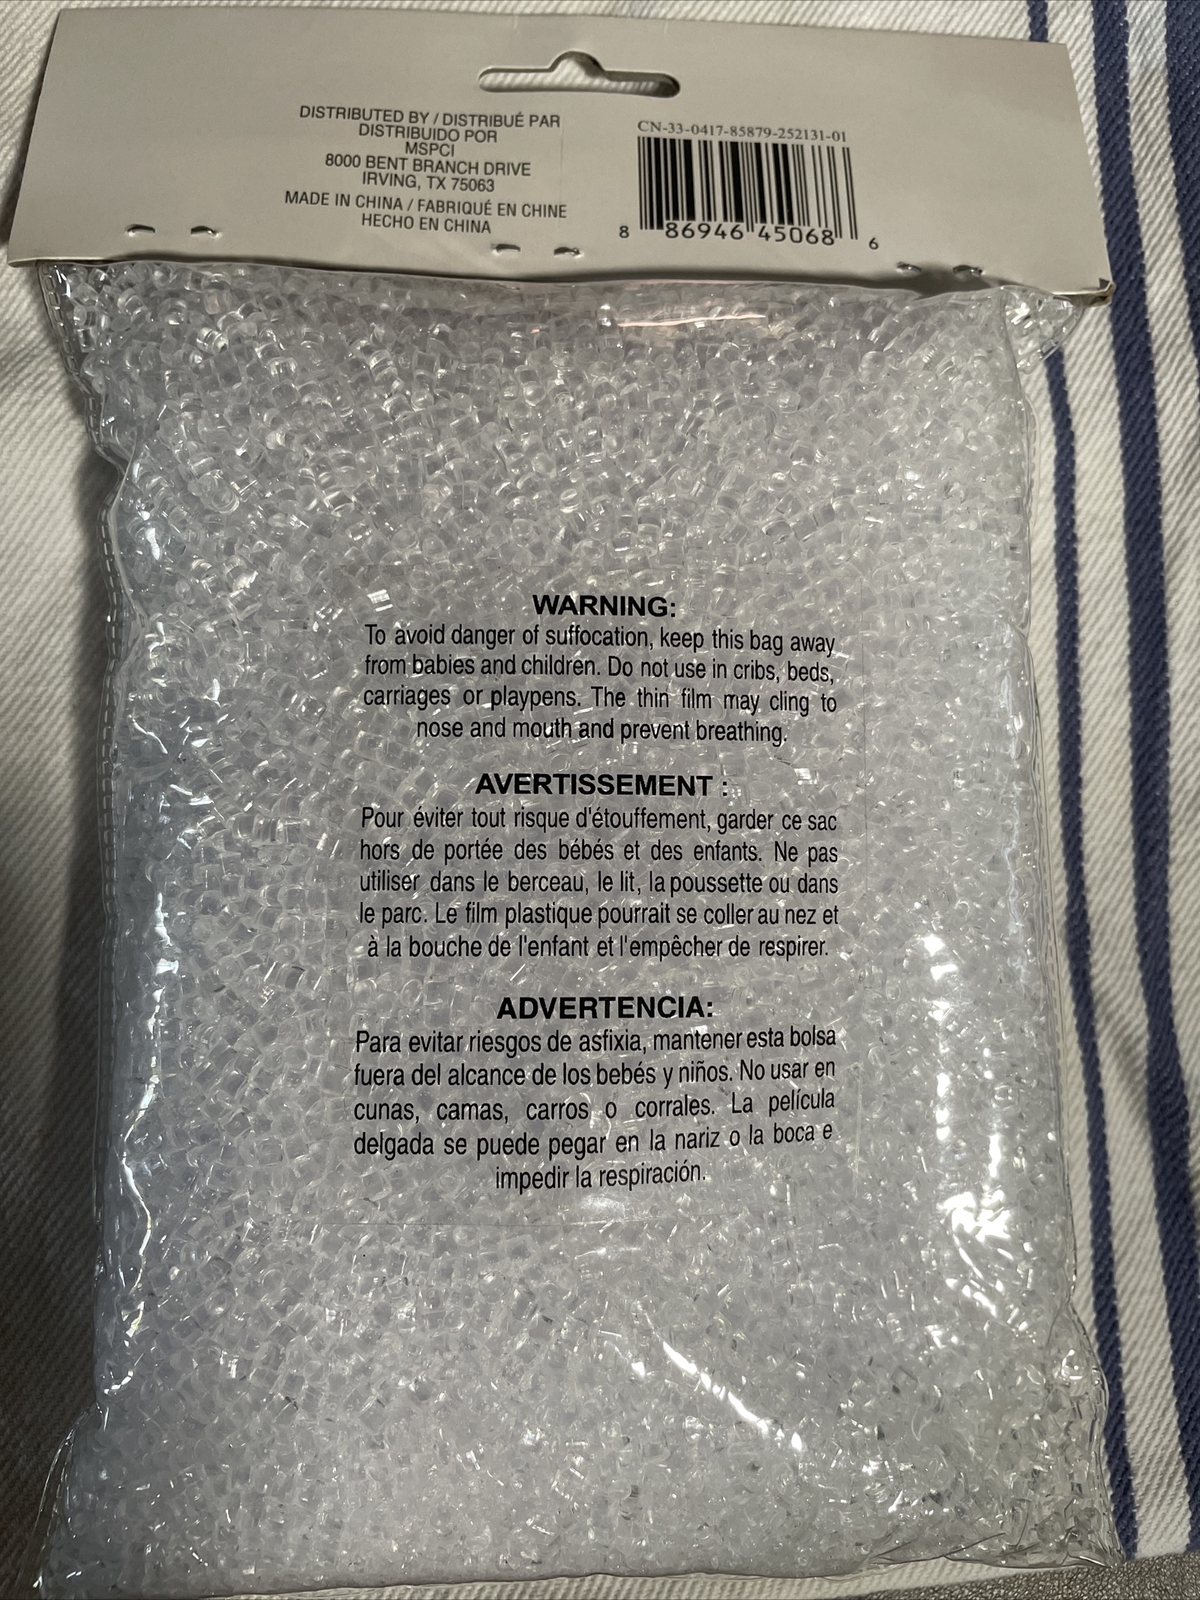 DISTRIBUTED BY / DISTRIBUÉ PAR
DISTRIBUIDO POR
MSPCI
8000 BENT BRANCH DRIVE
IRVING, TX 75063
MADE IN CHINA / FABRIQUÉ EN CHINE
HECHO EN CHINA
CN-33-0417-85879-252131-01
8 86946 45068 6
WARNING:
To avoid danger of suffocation, keep this bag away
from babies and children. Do not use in cribs, beds,
carriages or playpens. The thin film may cling to
nose and mouth and prevent breathing.
AVERTISSEMENT :
Pour éviter tout risque d'étouffement, garder ce sac
hors de portée des bébés et des enfants. Ne pas
utiliser dans le berceau, le lit, la poussette ou dans
le parc. Le film plastique pourrait se coller au nez et
à la bouche de l'enfant et l'empêcher de respirer.
ADVERTENCIA:
Para evitar riesgos de asfixia, mantener esta bolsa
fuera del alcance de los bebés y niños. No usar en
cunas, camas, carros o corrales. La película
delgada se puede pegar en la nariz o la boca e
impedir la respiración.